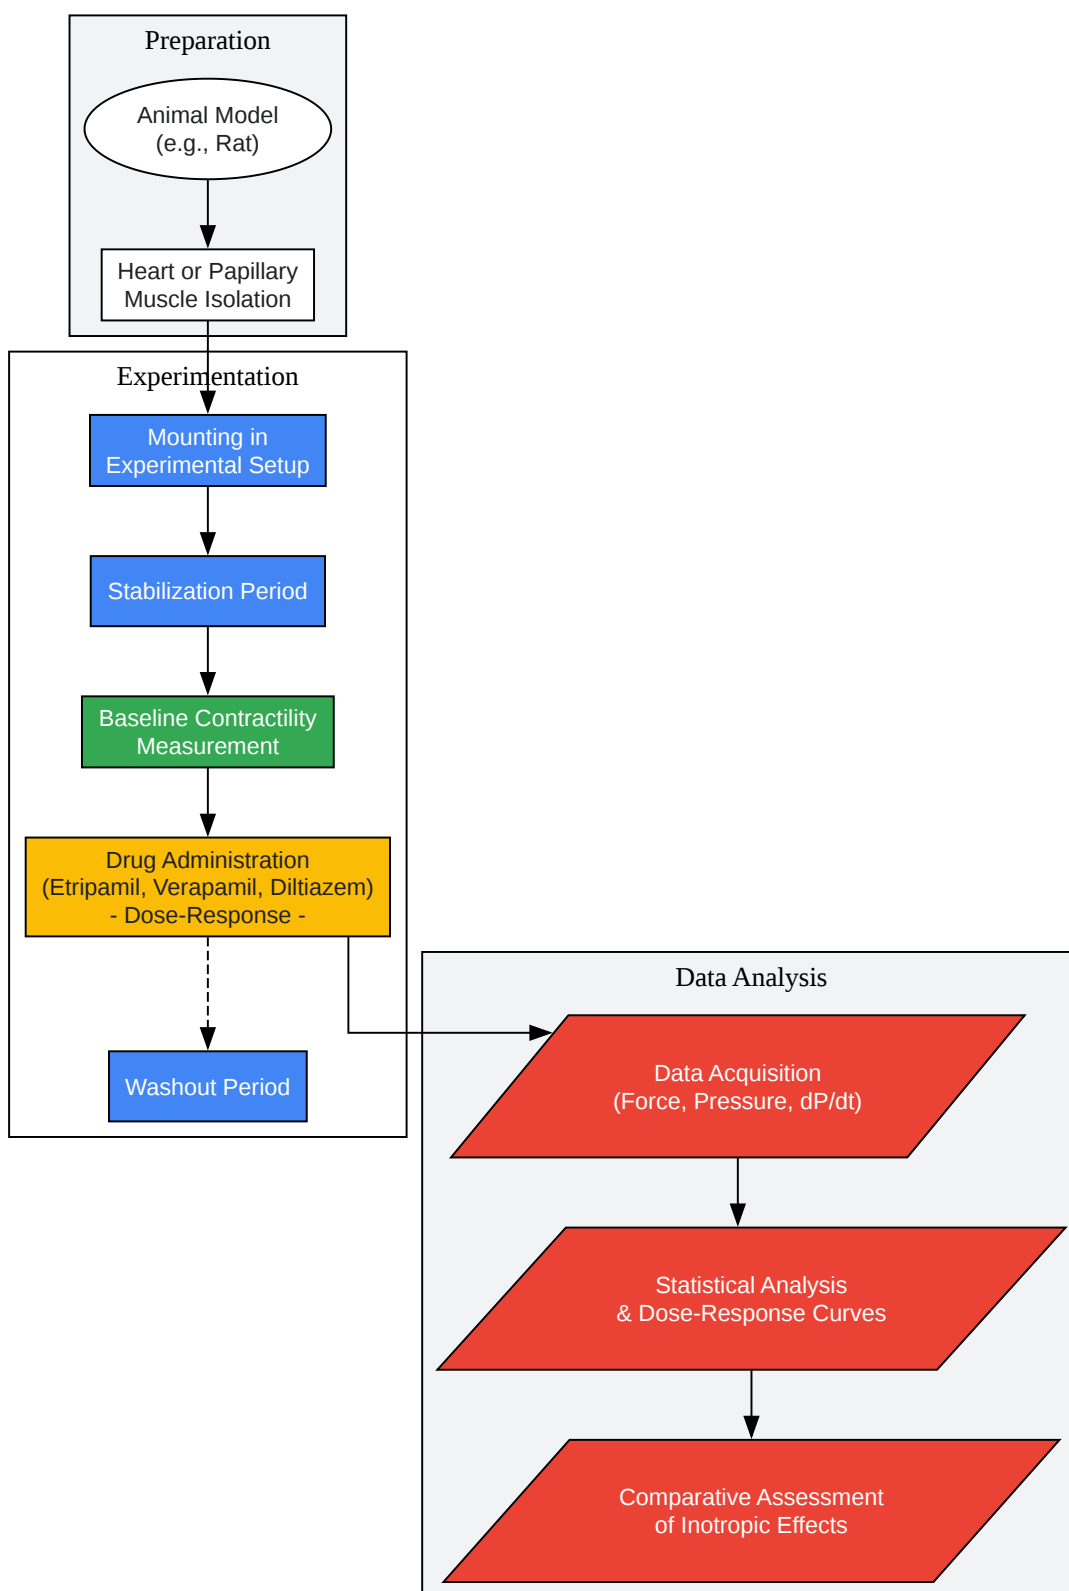 Preparation
Animal Model
(e.g., Rat)
Heart or Papillary
Muscle Isolation
Experimentation
Mounting in
Experimental Setup
Stabilization Period
Baseline Contractility
Measurement
Drug Administration
(Etripamil, Verapamil, Diltiazem)
- Dose-Response -
Washout Period
Data Analysis
Data Acquisition
(Force, Pressure, dP/dt)
Statistical Analysis
& Dose-Response Curves
Comparative Assessment
of Inotropic Effects